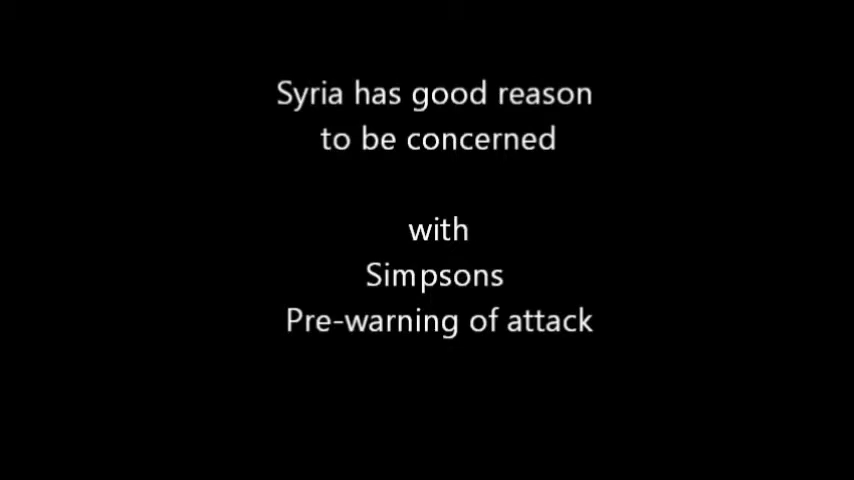 Syria has good reason
to be concerned
with
Simpsons
Pre-warning of attack